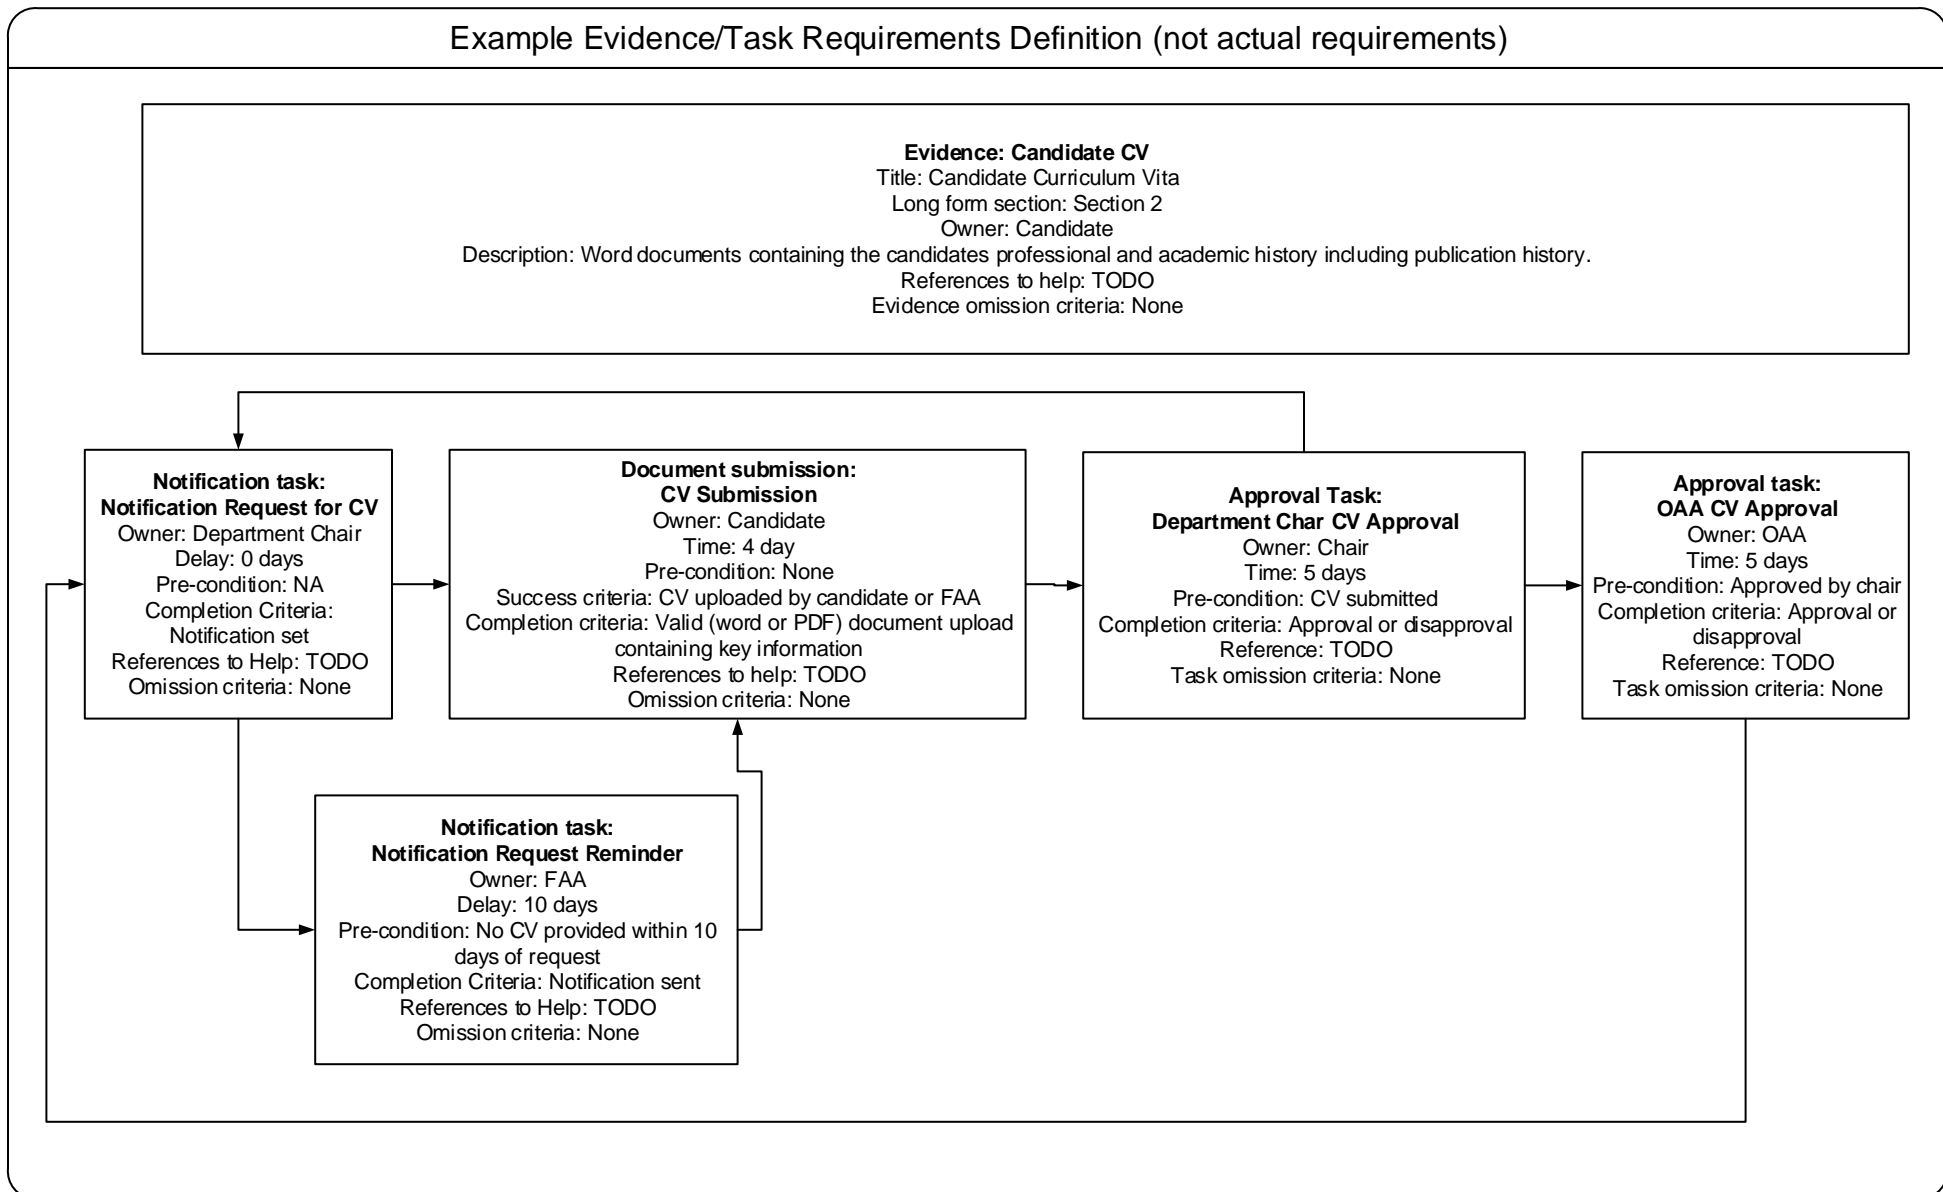 Example Evidence/Task Requirements Definition (not actual requirements)
Evidence: Candidate CV
Title: Candidate Curriculum Vita
Long form section: Section 2
Owner: Candidate
Description: Word documents containing the candidates professional and academic history including publication history.
References to help: TODO
Evidence omission criteria: None
Notification task:
Notification Request for CV
Owner: Department Chair
Delay: 0 days
Pre-condition: NA
Completion Criteria:
Notification set
References to Help: TODO
Omission criteria: None
Document submission:
CV Submission
Owner: Candidate
Time: 4 day
Pre-condition: None
Success criteria: CV uploaded by candidate or FAA
Completion criteria: Valid (word or PDF) document upload
containing key information
References to help: TODO
Omission criteria: None
Approval Task:
Department Char CV Approval
Owner: Chair
Time: 5 days
Pre-condition: CV submitted
Completion criteria: Approval or disapproval
Reference: TODO
Task omission criteria: None
Approval task:
OAA CV Approval
Owner: OAA
Time: 5 days
Pre-condition: Approved by chair
Completion criteria: Approval or
disapproval
Reference: TODO
Task omission criteria: None
Notification task:
Notification Request Reminder
Owner: FAA
Delay: 10 days
Pre-condition: No CV provided within 10
days of request
Completion Criteria: Notification sent
References to Help: TODO
Omission criteria: None